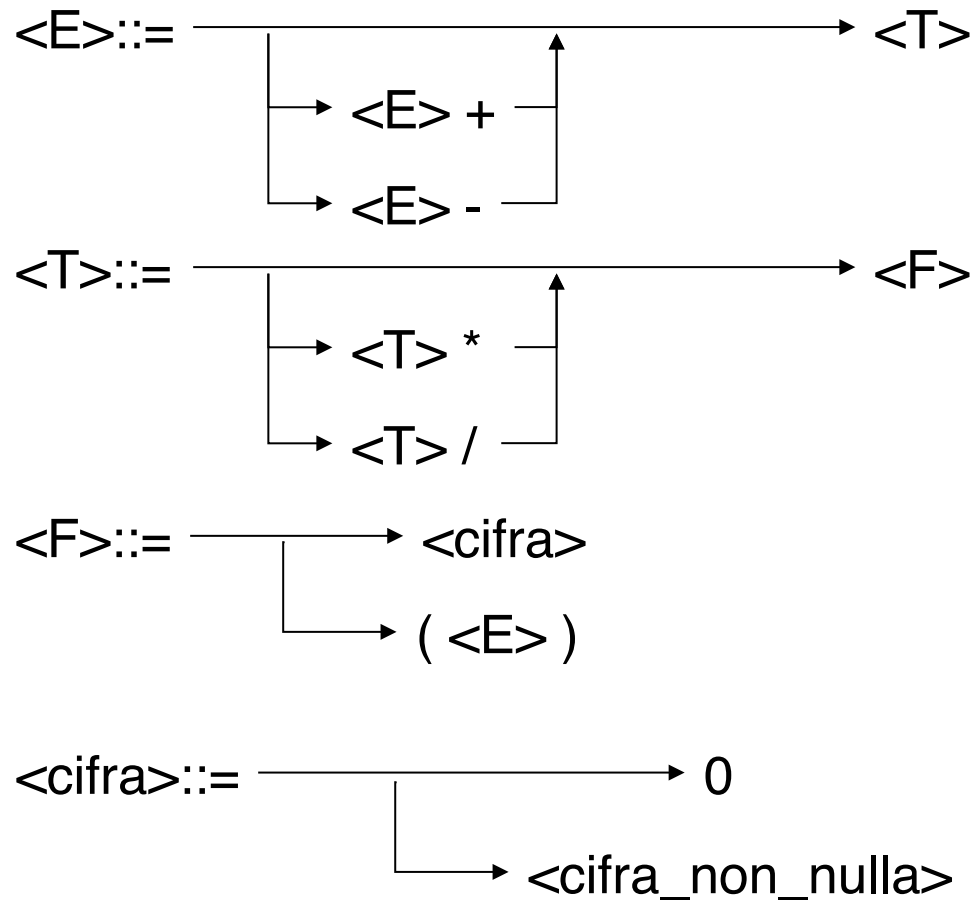 <E>::= <T>
<E> +
<E> -
<T>::= <F>
<T> *
<T> /
<F>::= <cifra>
( <E> )
<cifra>::= 0
<cifra_non_nulla>